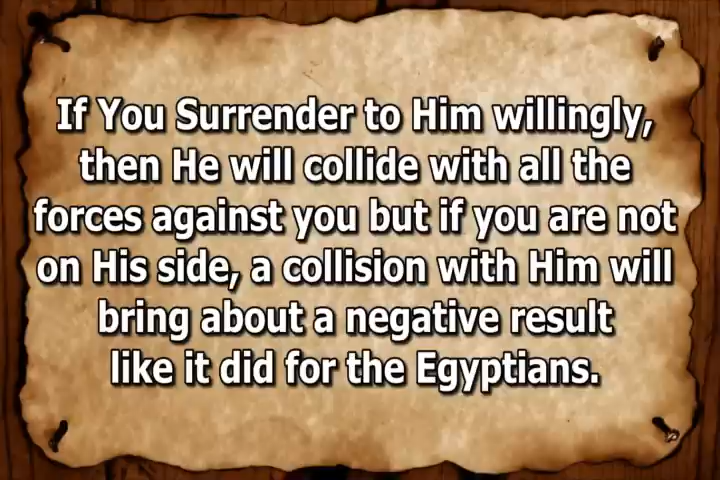 If You Surrender to Him willingly,
then He will collide with all the
forces against you but if you are not
on His side, a collision with Him will
bring about a negative result
like it did for the Egyptians.